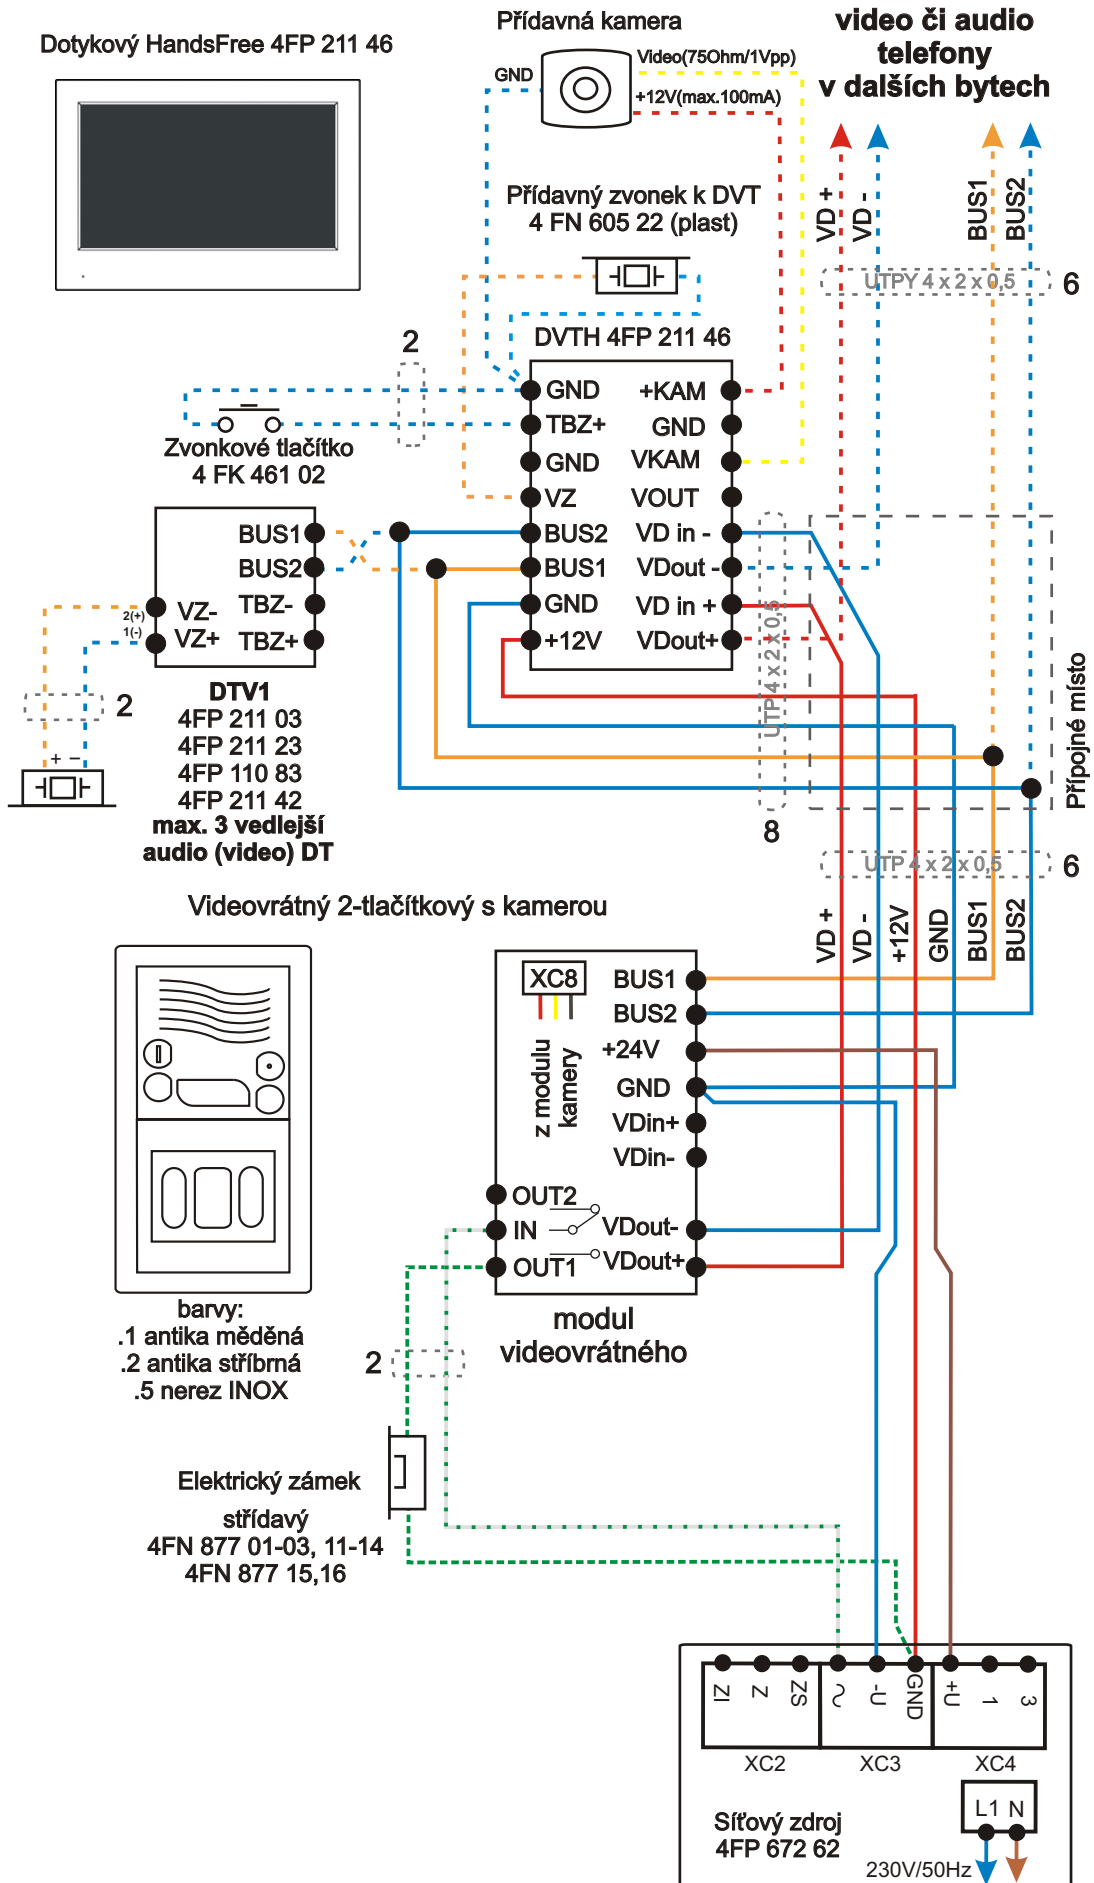 Dotykový HandsFree 4FP 211 46
Přídavná kamera
GND
Video(75Ohm/1Vpp)
+12V(max.100mA)
video či audio
telefony
v dalších bytech
VD +
VD -
BUS1
BUS2
UTPY 4 x 2 x 0,5
6
Přídavný zvonek k DVT
4 FN 605 22 (plast)
DVTH 4FP 211 46
2
Zvonkové tlačítko
4 FK 461 02
GND
TBZ+
GND
VZ
BUS2
BUS1
GND
+12V
+KAM
GND
VKAM
VOUT
VD in -
VDout -
VD in +
VDout+
BUS1
BUS2
TBZ-
TBZ+
VZ-
VZ+
2(+)
1(-)
2
+ −
DTV1
4FP 211 03
4FP 211 23
4FP 110 83
4FP 211 42
max. 3 vedlejší
audio (video) DT
UTP 4 x 2 x 0,5
8
Přípojné místo
UTP 4 x 2 x 0,5
6
VD +
VD -
+12V
GND
BUS1
BUS2
Videovrátný 2-tlačítkový s kamerou
XC8
z modulu
kamery
BUS1
BUS2
+24V
GND
VDin+
VDin-
OUT2
IN
OUT1
VDout-
VDout+
modul
videovrátného
barvy:
.1 antika měděná
.2 antika stříbrná
.5 nerez INOX
2
Elektrický zámek
střídavý
4FN 877 01-03, 11-14
4FN 877 15,16
ZI
Z
ZS
~
-U
GND
+U
1
3
XC2
XC3
XC4
L1 N
Síťový zdroj
4FP 672 62
230V/50Hz